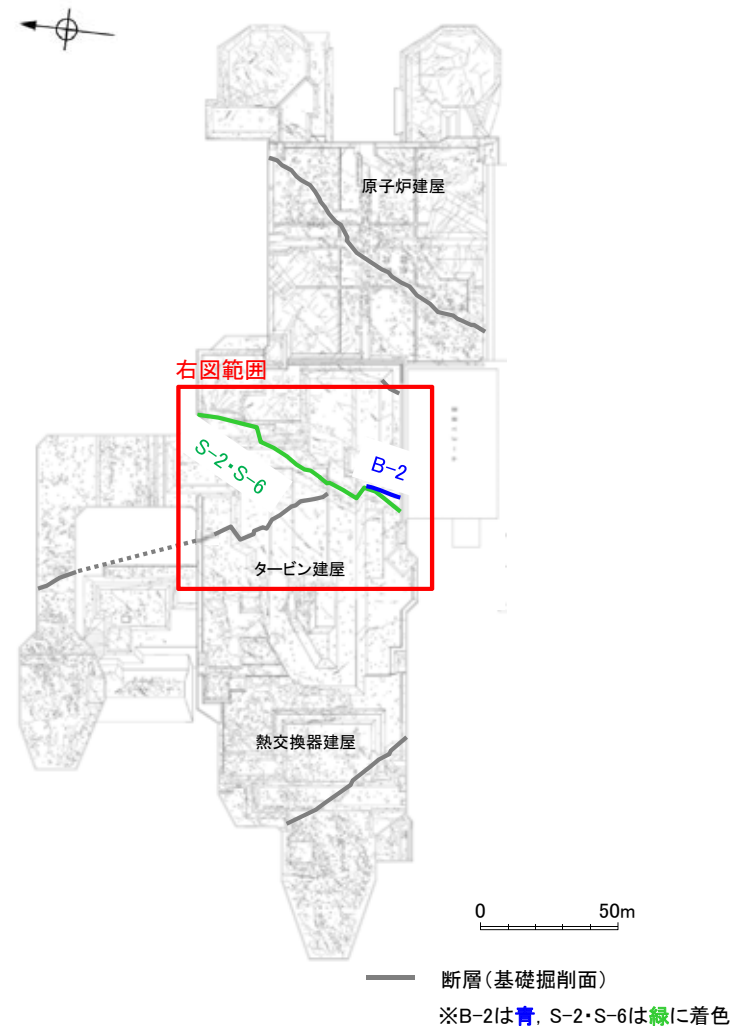 原子炉建屋
右図範囲
S-2・S-6
B-2
タービン建屋
熱交換器建屋
0 50m
断層(基礎掘削面)
※B-2は青, S-2・S-6は緑に着色